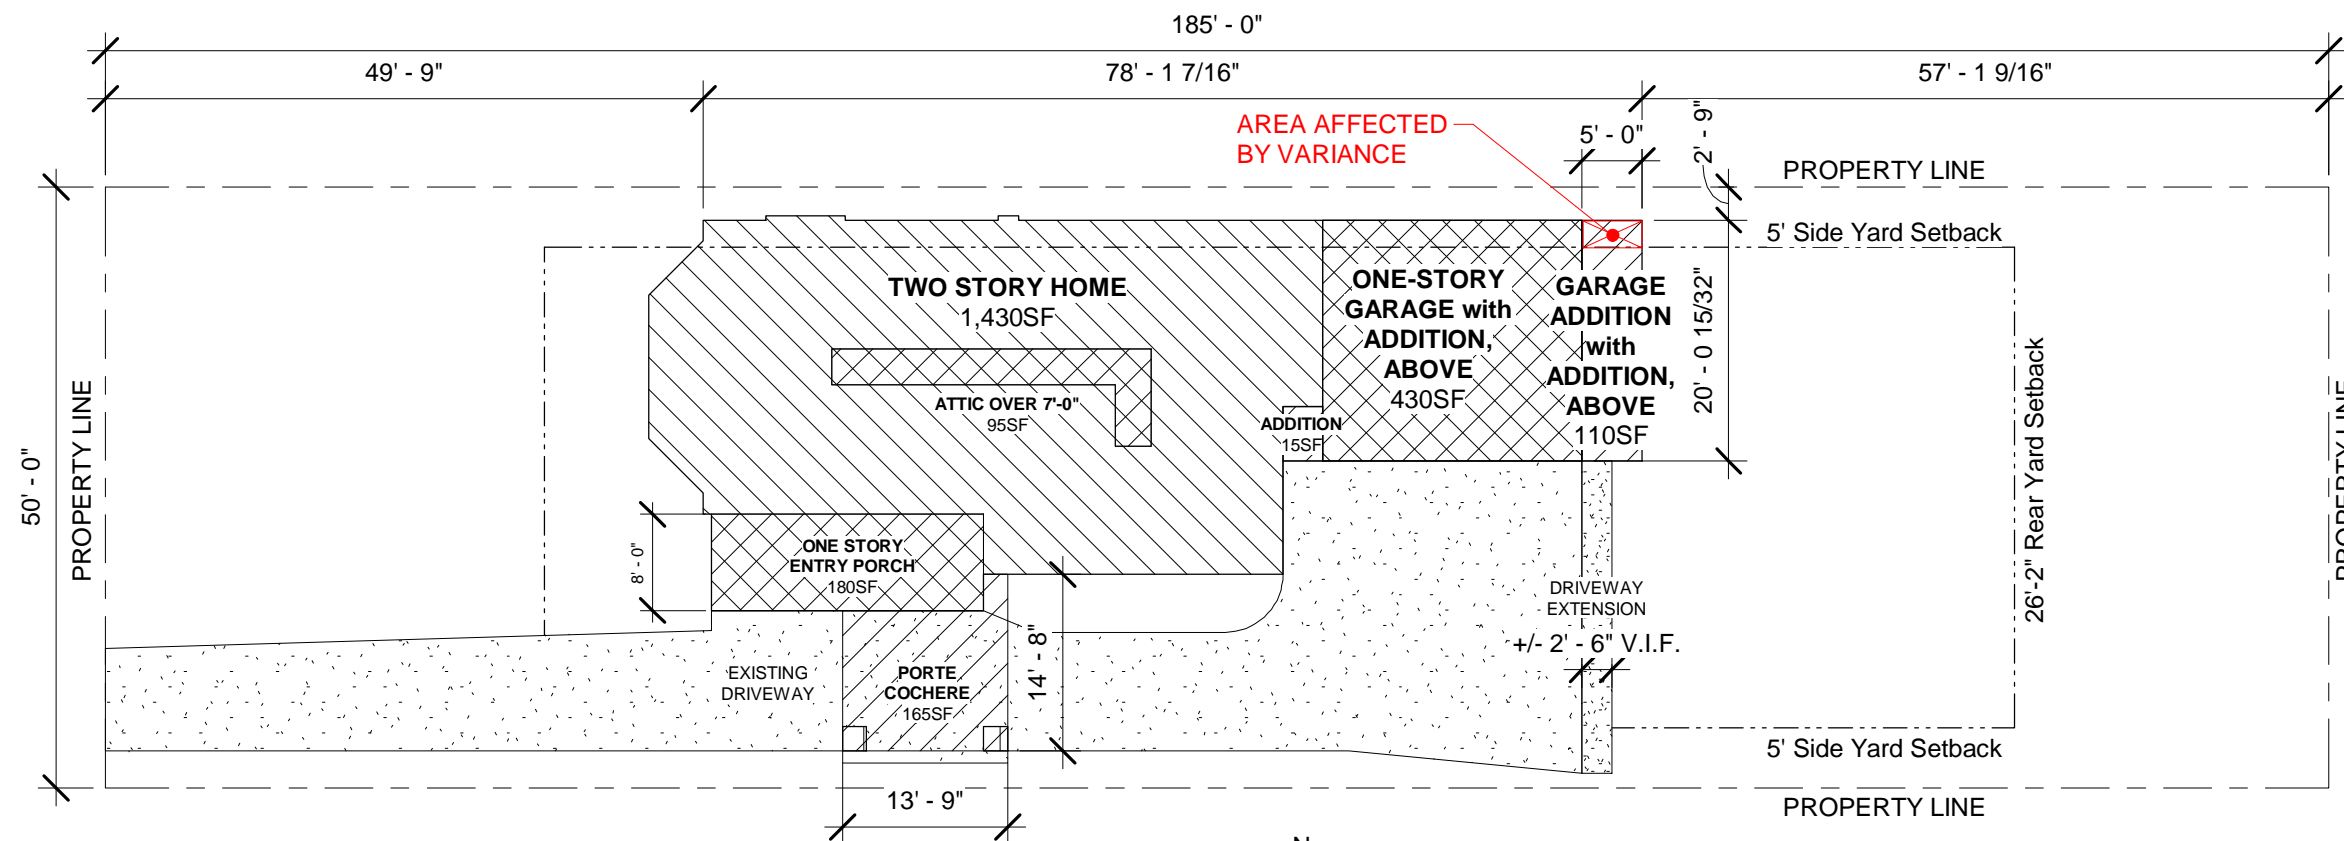 185' - 0"
49' - 9"
78' - 1 7/16"
57' - 1 9/16"
AREA AFFECTED
BY VARIANCE
5' - 0"
2' - 9"
PROPERTY LINE
5' Side Yard Setback
TWO STORY HOME
1,430SF
ONE-STORY
GARAGE with
ADDITION,
ABOVE
430SF
GARAGE
ADDITION
with
ADDITION,
ABOVE
110SF
20' - 0 15/32"
ATTIC OVER 7'-0"
95SF
ADDITION
15SF
50' - 0"
PROPERTY LINE
26'-2" Rear Yard Setback
PROPERTY LINE
8' - 0"
ONE STORY
ENTRY PORCH
180SF
DRIVEWAY
EXTENSION
+/- 2' - 6" V.I.F.
14' - 8"
EXISTING
DRIVEWAY
PORTE
COCHERE
165SF
5' Side Yard Setback
13' - 9"
PROPERTY LINE
N